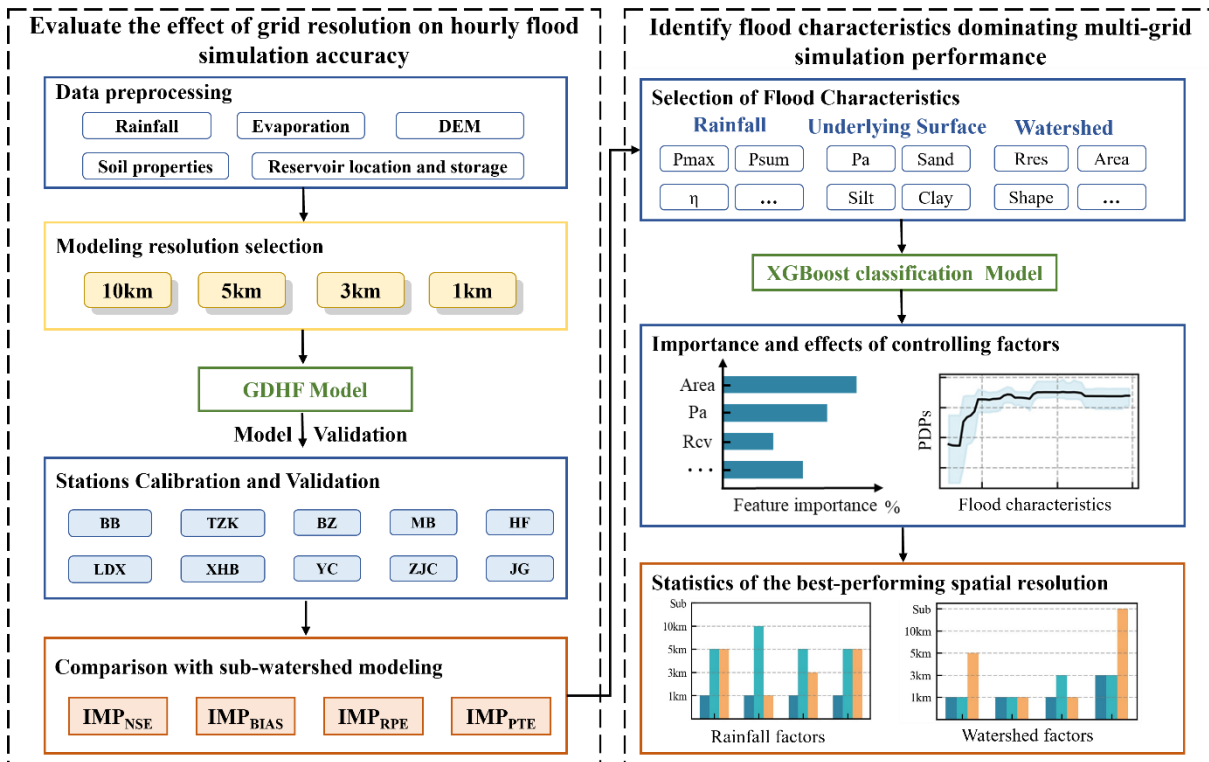 Evaluate the effect of grid resolution on hourly flood
simulation accuracy
Data preprocessing
Rainfall
Evaporation
DEM
Soil properties
Reservoir location and storage
Modeling resolution selection
10km
5km
3km
1km
GDHF Model
Model Validation
Stations Calibration and Validation
BB
TZK
BZ
MB
HF
LDX
XHB
YC
ZJC
JG
Comparison with sub-watershed modeling
IMPNSE
IMPBIAS
IMPRPE
IMPPTE
Identify flood characteristics dominating multi-grid
simulation performance
Selection of Flood Characteristics
Rainfall
Underlying Surface
Watershed
Pmax
Psum
Pa
Sand
Rres
Area
η
...
Silt
Clay
Shape
...
XGBoost classification Model
Importance and effects of controlling factors
Area
Pa
Rcv
...
Feature importance %
PDPs
Flood characteristics
Statistics of the best-performing spatial resolution
Sub
10km
5km
3km
1km
Rainfall factors
Sub
10km
5km
3km
1km
Watershed factors